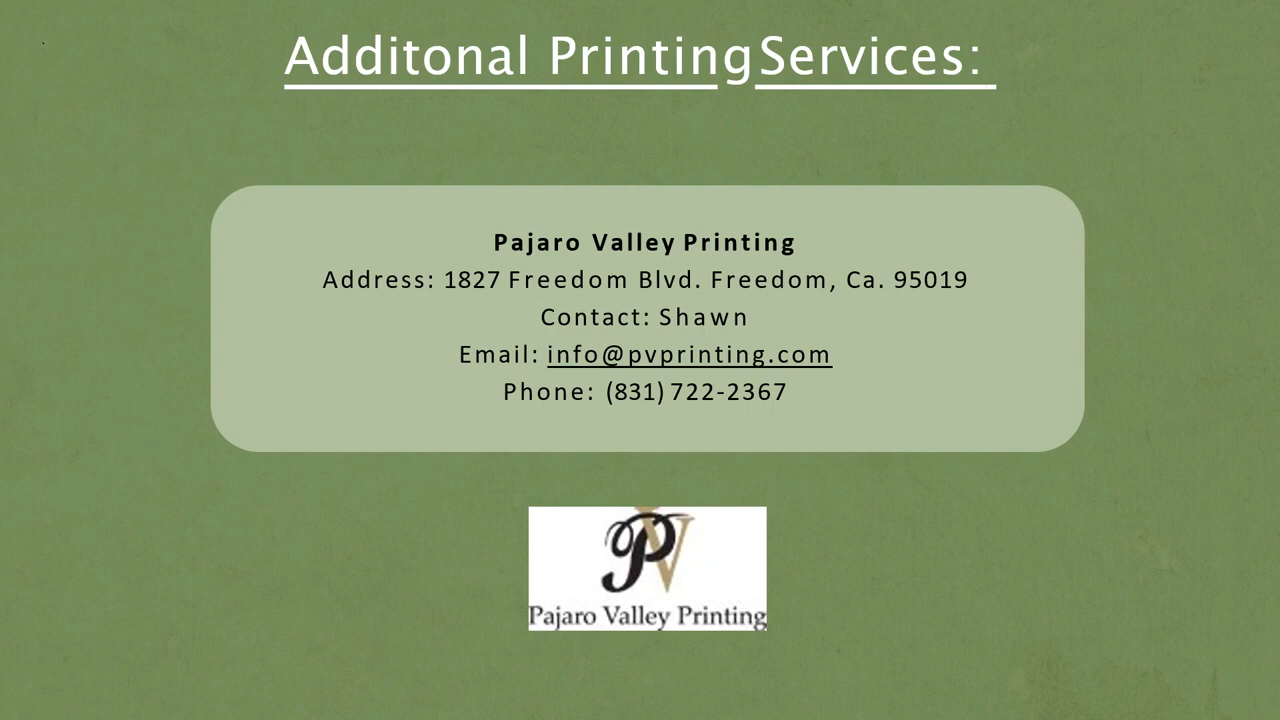 Additonal Printing Services:
Pajaro Valley Printing
Address: 1827 Freedom Blvd. Freedom, Ca. 95019
Contact: Shawn
Email: info@pvprinting.com
Phone: (831) 722-2367
PV
Pajaro Valley Printing